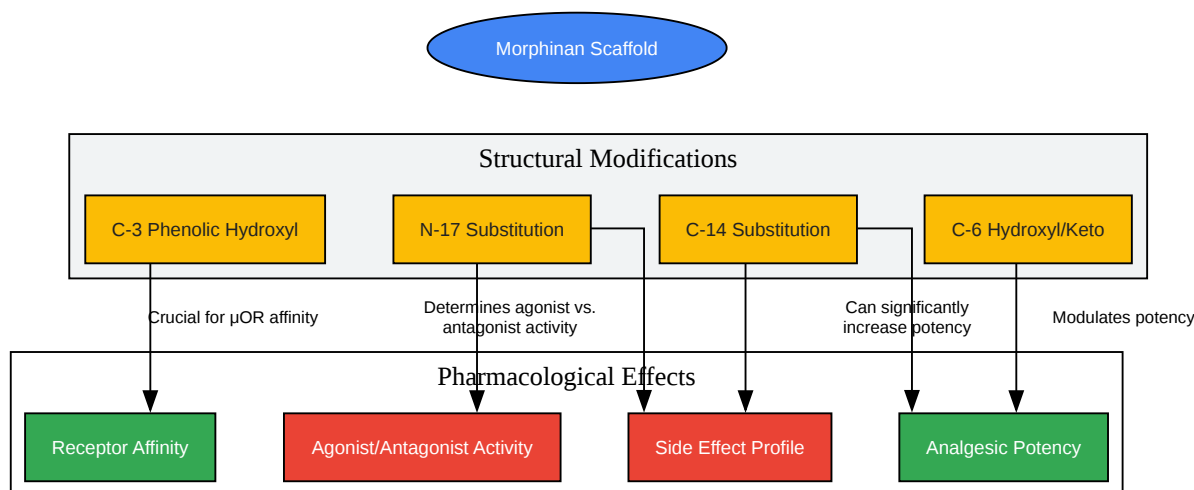 Morphinan Scaffold
Structural Modifications
C-3 Phenolic Hydroxyl
N-17 Substitution
C-14 Substitution
C-6 Hydroxyl/Keto
Crucial for μOR affinity
Determines agonist vs.
antagonist activity
Can significantly
increase potency
Modulates potency
Pharmacological Effects
Receptor Affinity
Agonist/Antagonist Activity
Side Effect Profile
Analgesic Potency